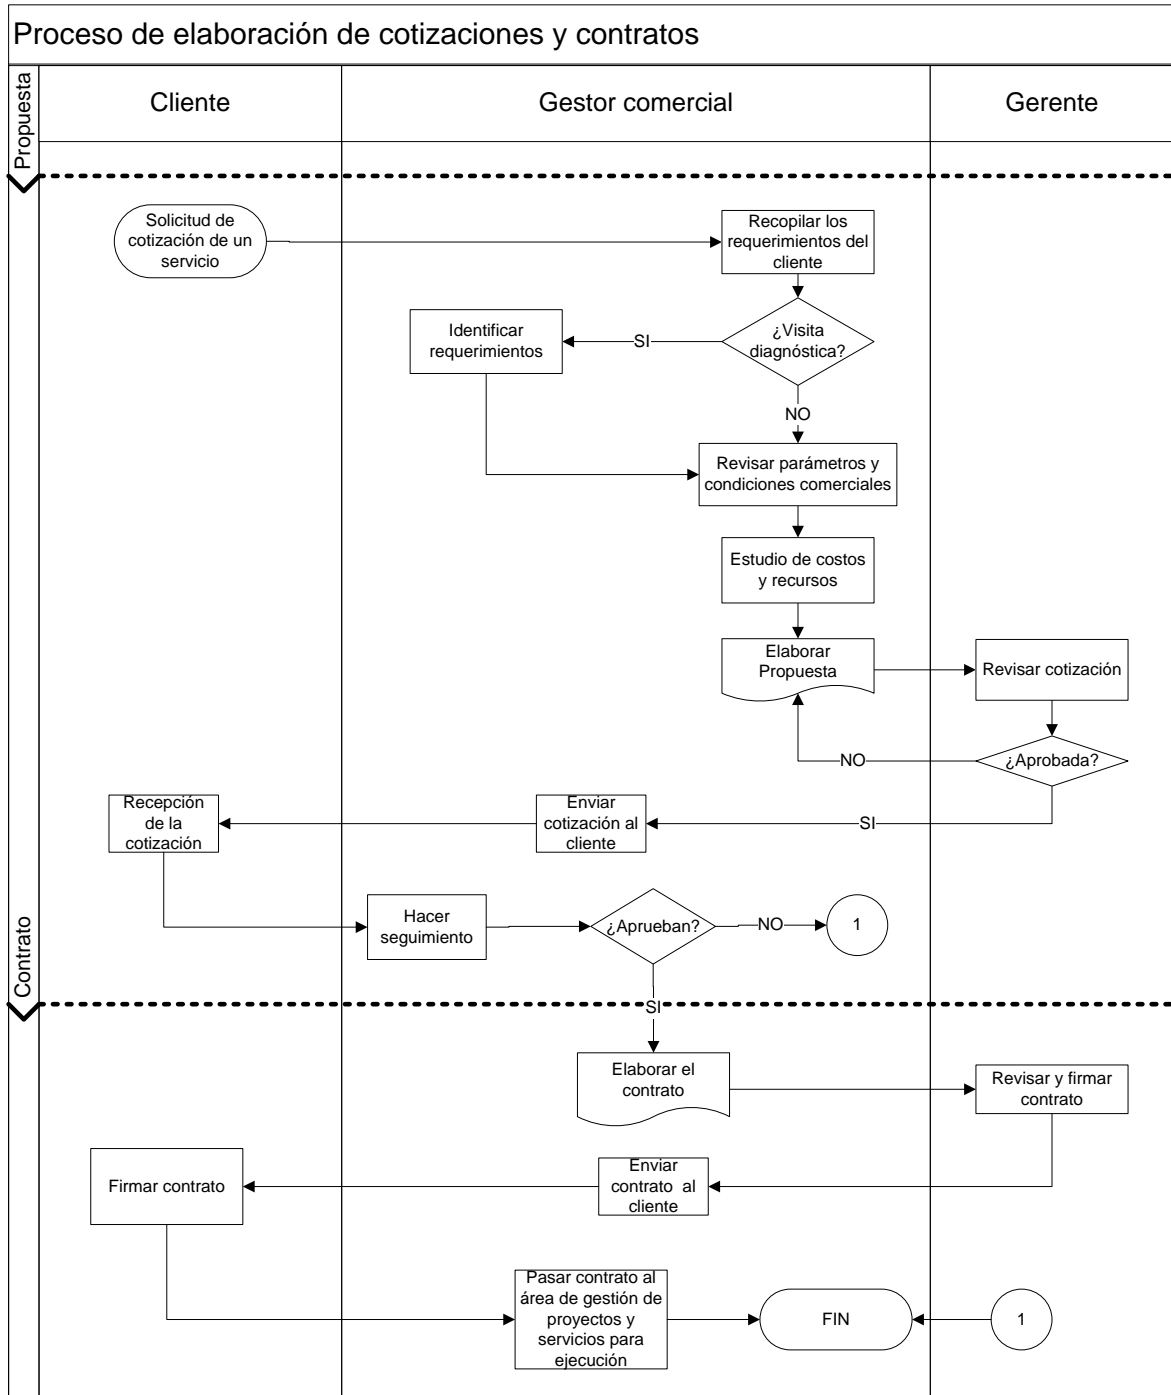 Proceso de elaboración de cotizaciones y contratos
Propuesta
Cliente
Gestor comercial
Gerente
Solicitud de
cotización de un
servicio
Recopilar los
requerimientos del
cliente
¿Visita
diagnóstica?
SI
Identificar
requerimientos
NO
Revisar parámetros y
condiciones comerciales
Estudio de costos
y recursos
Elaborar
Propuesta
Revisar cotización
¿Aprobada?
NO
SI
Enviar
cotización al
cliente
Recepción
de la
cotización
Hacer
seguimiento
¿Aprueban?
NO
1
Contrato
SI
Elaborar el
contrato
Revisar y firmar
contrato
Enviar
contrato al
cliente
Firmar contrato
Pasar contrato al
área de gestión de
proyectos y
servicios para
ejecución
FIN
1